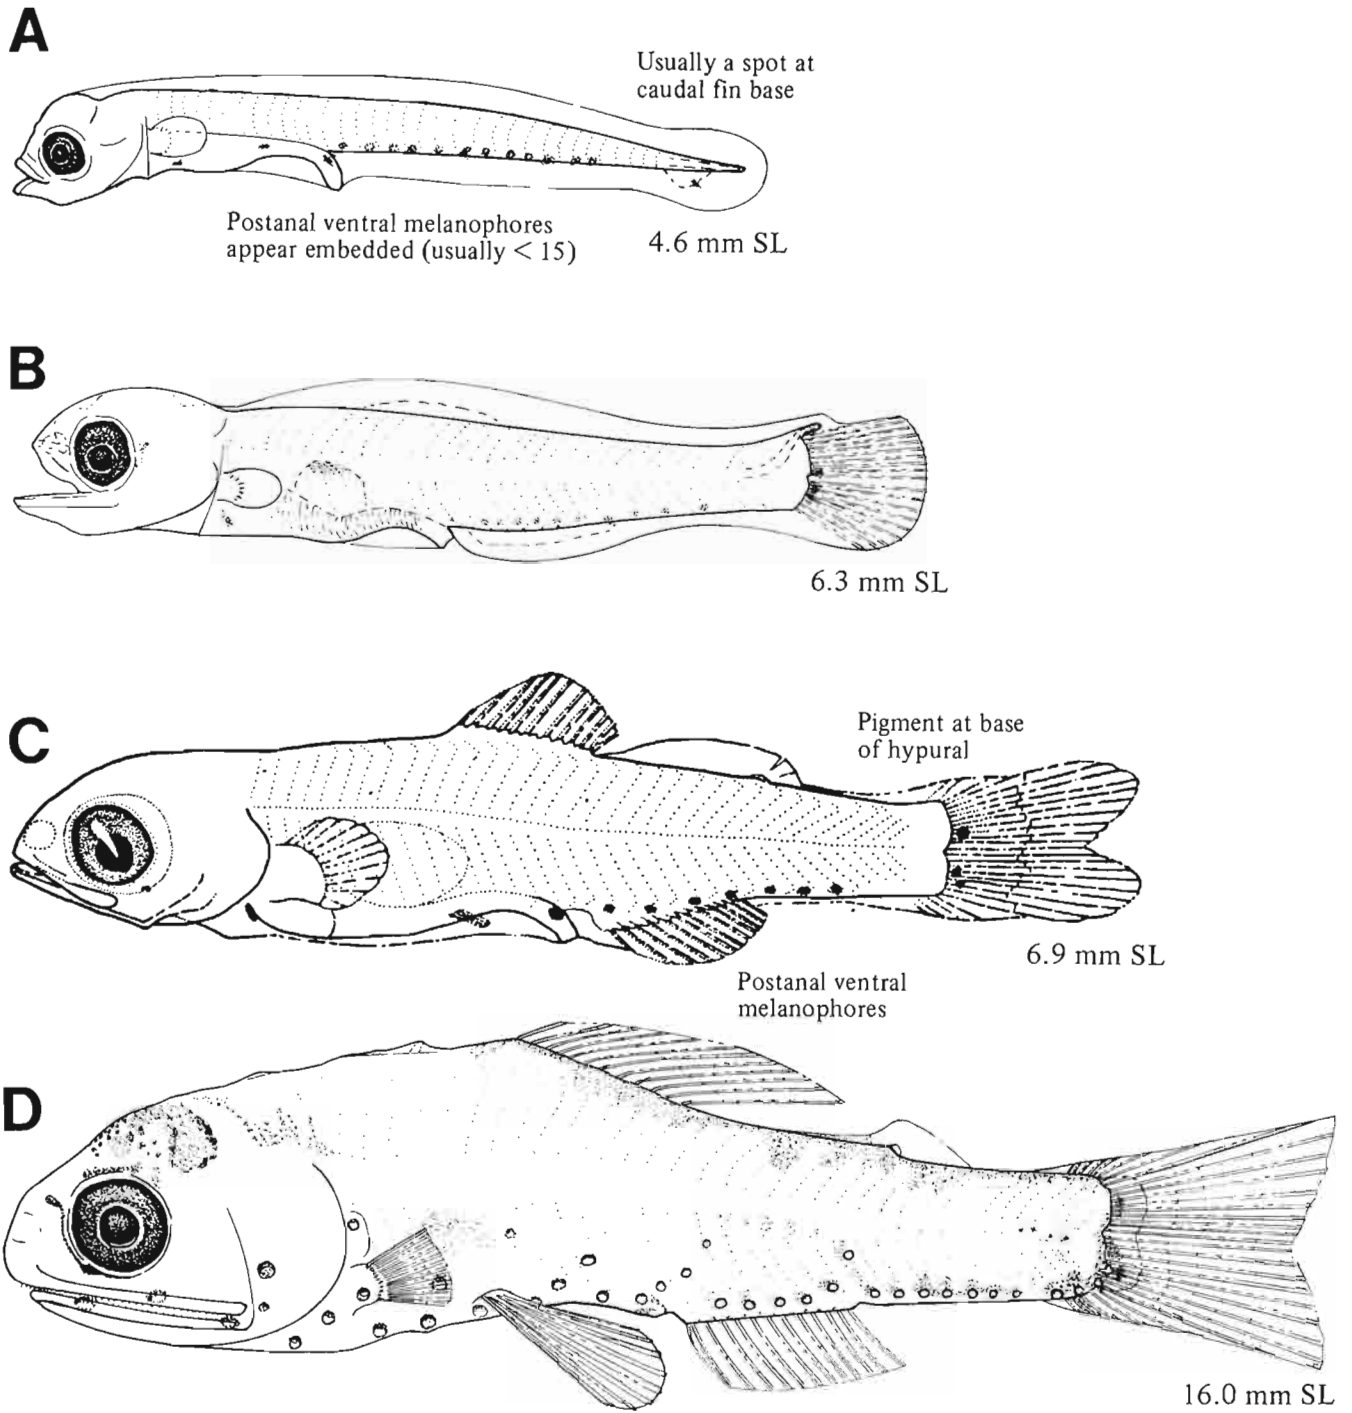 A
Usually a spot at
caudal fin base
Postanal ventral melanophores
appear embedded (usually < 15)
4.6 mm SL
B
6.3 mm SL
C
Pigment at base
of hypural
6.9 mm SL
Postanal ventral
melanophores
D
16.0 mm SL